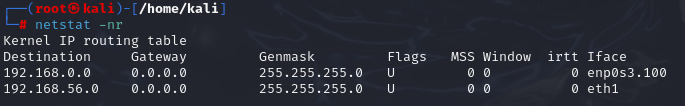 ┌──(root㉿kali)-[/home/kali]
└─# netstat -nr
Kernel IP routing table
Destination     Gateway         Genmask         Flags   MSS Window  irtt Iface
192.168.0.0     0.0.0.0         255.255.255.0   U         0 0          0 enp0s3.100
192.168.56.0    0.0.0.0         255.255.255.0   U         0 0          0 eth1